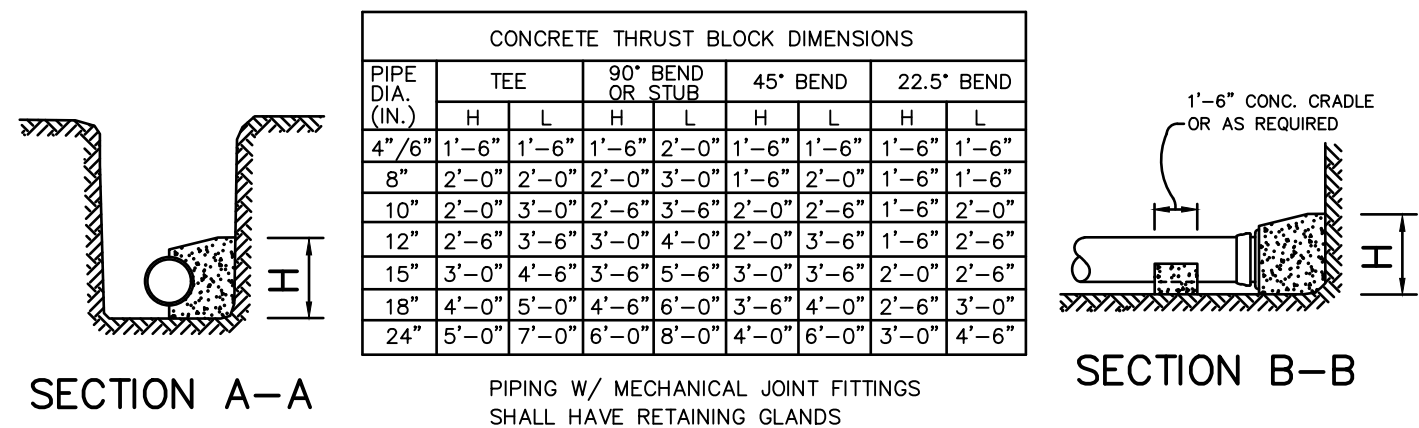 CONCRETE THRUST BLOCK DIMENSIONS
PIPE DIA. (IN.) TEE 90° BEND OR STUB 45° BEND 22.5° BEND
H L H L H L H L
4"/6" 1'-6" 1'-6" 1'-6" 2'-0" 1'-6" 1'-6" 1'-6" 1'-6"
8" 2'-0" 2'-0" 2'-0" 3'-0" 1'-6" 2'-0" 1'-6" 1'-6"
10" 2'-0" 3'-0" 2'-6" 3'-6" 2'-0" 2'-6" 1'-6" 2'-0"
12" 2'-6" 3'-6" 3'-0" 4'-0" 2'-0" 3'-6" 1'-6" 2'-6"
15" 3'-0" 4'-6" 3'-6" 5'-6" 3'-0" 3'-6" 2'-0" 2'-6"
18" 4'-0" 5'-0" 4'-6" 6'-0" 3'-6" 4'-0" 2'-6" 3'-0"
24" 5'-0" 7'-0" 6'-0" 8'-0" 4'-0" 6'-0" 3'-0" 4'-6"
PIPING W/ MECHANICAL JOINT FITTINGS
SHALL HAVE RETAINING GLANDS
H
SECTION A-A
1'-6" CONC. CRADLE
OR AS REQUIRED
H
SECTION B-B